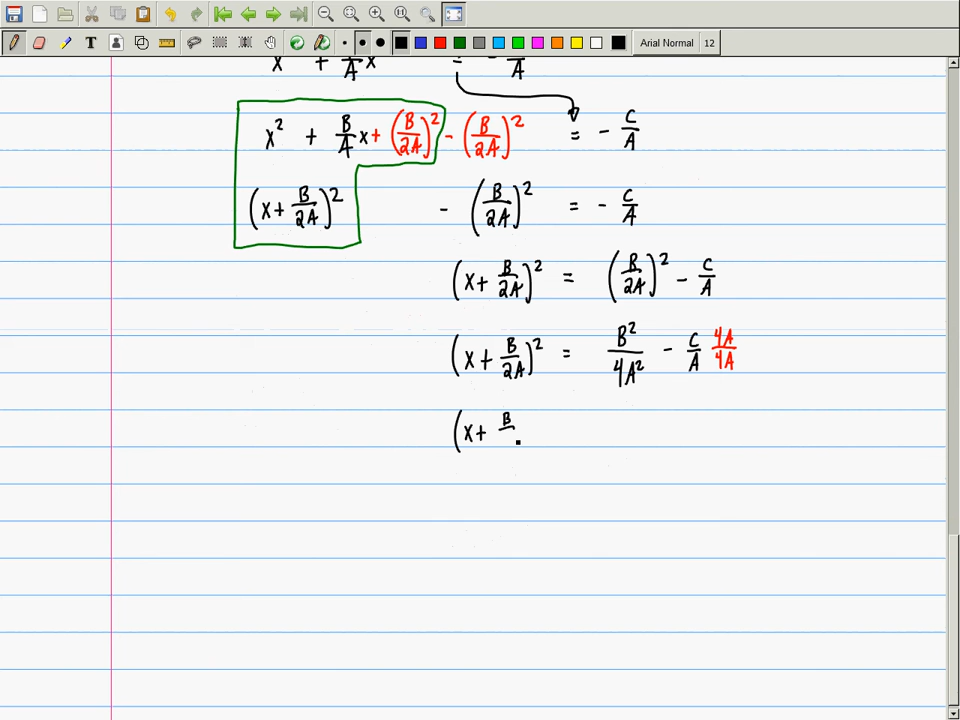 T Arial Normal 12
x + B/A x = - C/A
x² + B/A x + (B/2A)² - (B/2A)² = - C/A
(x + B/2A)² - (B/2A)² = - C/A
(x + B/2A)² = (B/2A)² - C/A
(x + B/2A)² = B²/4A² - C/A 4A/4A
(x + B